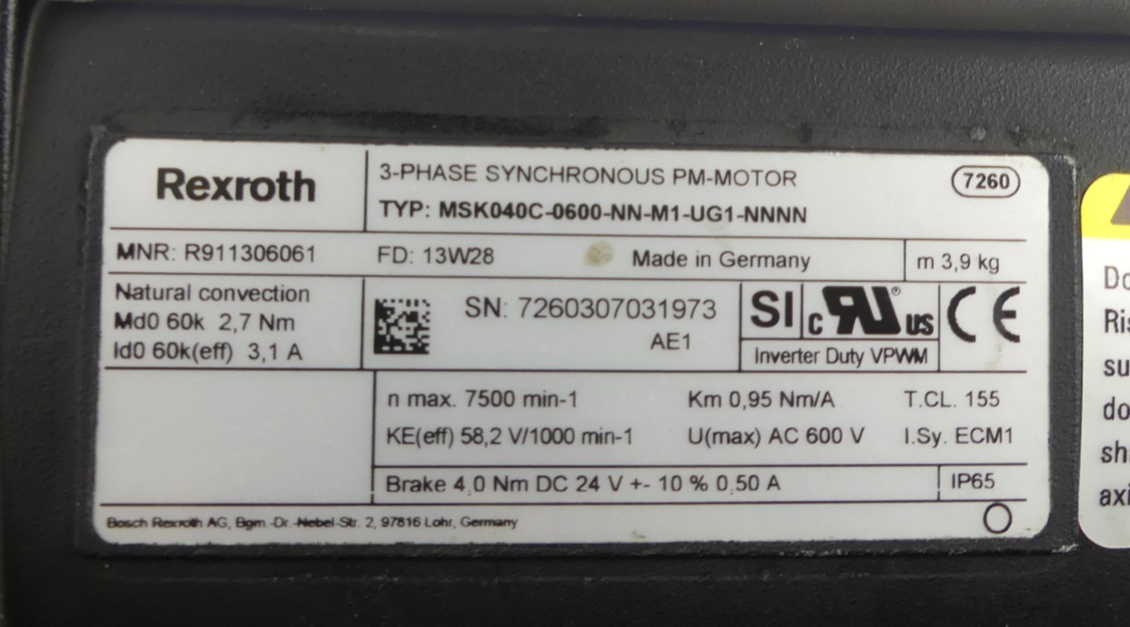 Rexroth
3-PHASE SYNCHRONOUS PM-MOTOR
7260
TYP: MSK040C-0600-NN-M1-UG1-NNNN
MNR: R911306061
FD: 13W28
Made in Germany
m 3,9 kg
Natural convection
Md0 60k 2,7 Nm
Id0 60k(eff) 3,1 A
SN: 7260307031973
AE1
SI
c RU® us
Inverter Duty VPWM
CE
n max. 7500 min-1
Km 0,95 Nm/A
T.CL. 155
KE(eff) 58,2 V/1000 min-1
U(max) AC 600 V
I.Sy. ECM1
Brake 4,0 Nm DC 24 V +- 10 % 0,50 A
IP65
Bosch Rexroth AG, Bgm.-Dr.-Nebel-Str. 2, 97816 Lohr, Germany